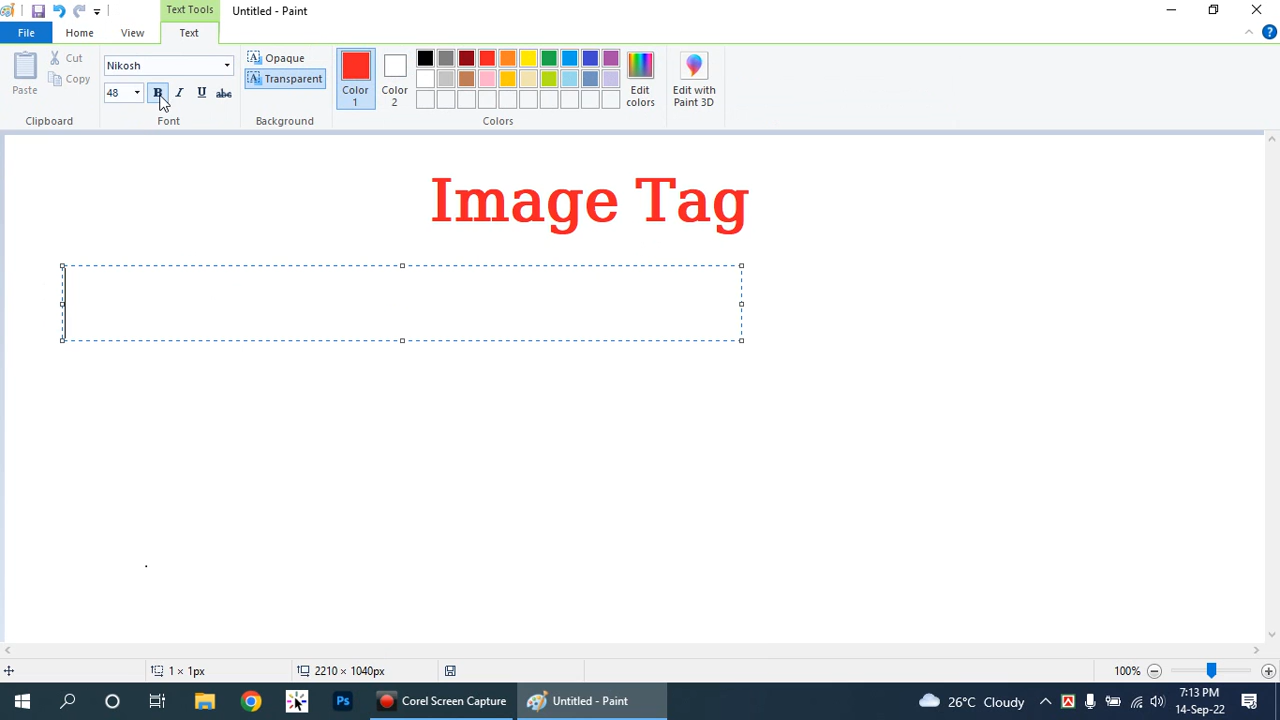 Text Tools
Untitled - Paint
File
Home
View
Text
Paste
Cut
Copy
Clipboard
Nikosh
48
B I U abc
Font
Opaque
Transparent
Background
Color 1
Color 2
Edit colors
Colors
Edit with Paint 3D
Image Tag
1 × 1px
2210 × 1040px
100%
Ps
Corel Screen Capture
Untitled - Paint
26°C Cloudy
7:13 PM
14-Sep-22